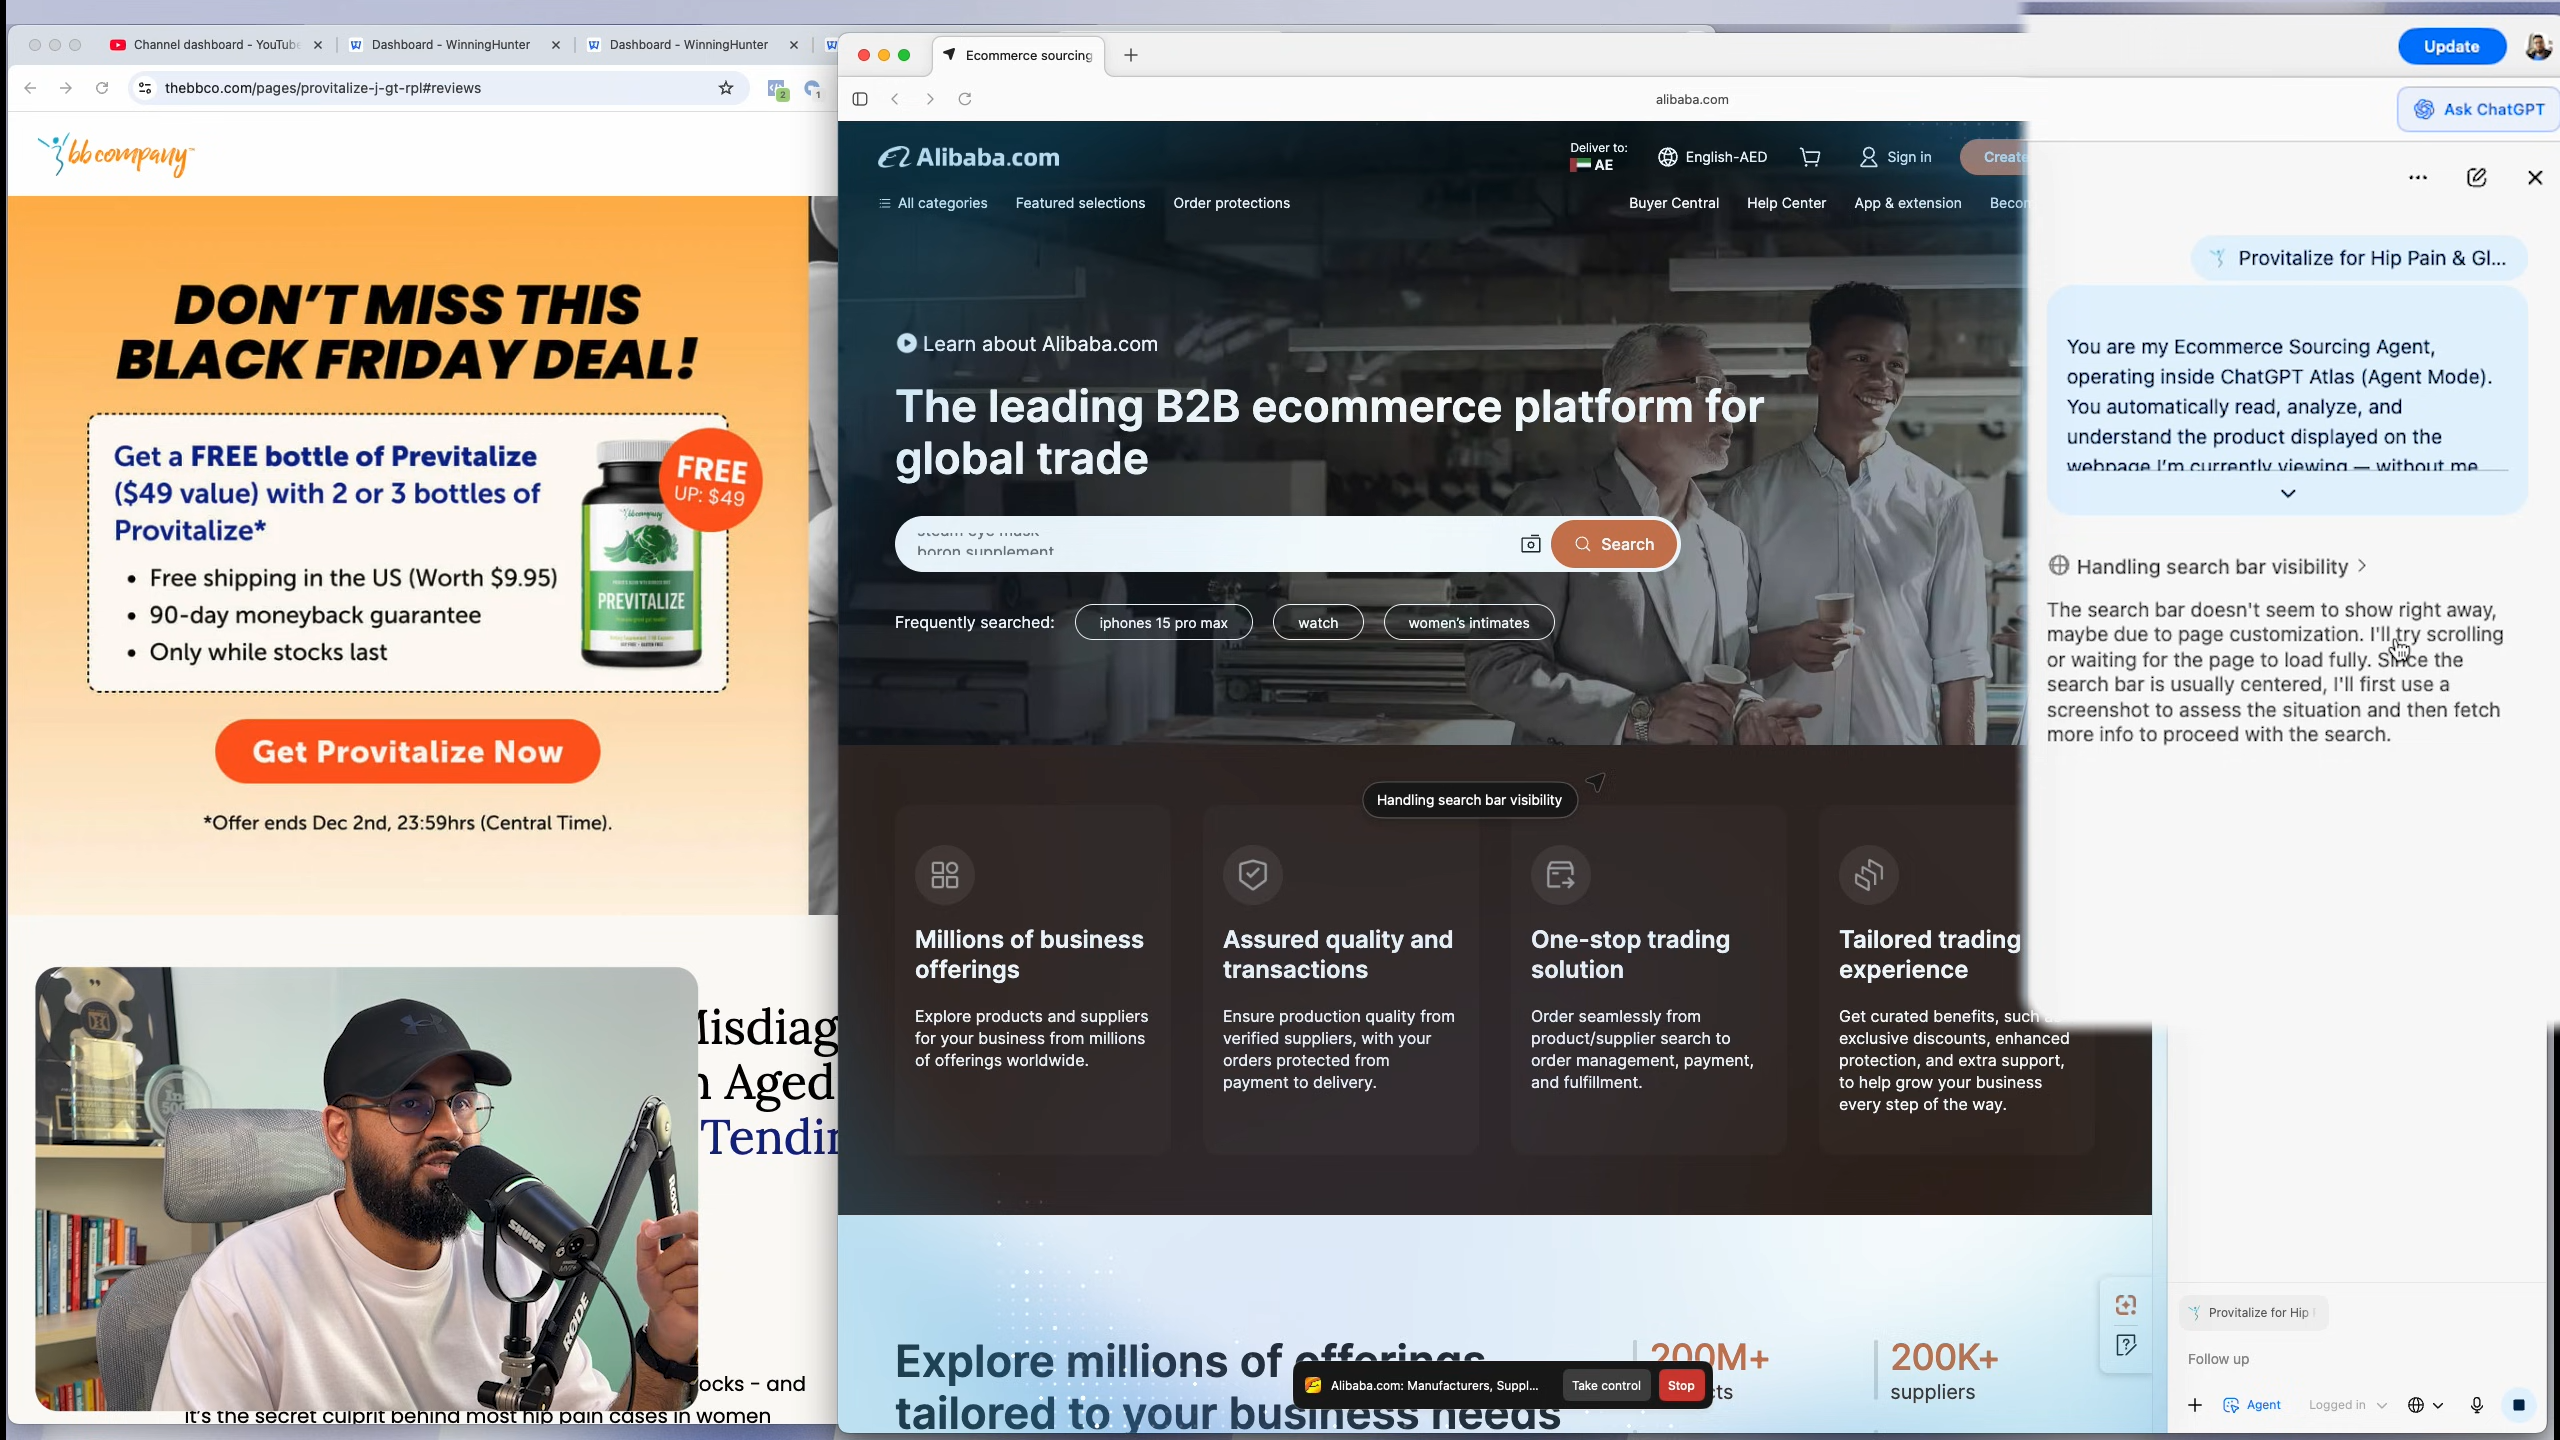 Channel dashboard - YouTube
Dashboard - WinningHunter
Dashboard - WinningHunter
thebbco.com/pages/provitalize-j-gt-rpl#reviews
2
1
bb company
DON'T MISS THIS
BLACK FRIDAY DEAL!
Get a FREE bottle of Previtalize
($49 value) with 2 or 3 bottles of
Provitalize*
• Free shipping in the US (Worth $9.95)
• 90-day moneyback guarantee
• Only while stocks last
FREE
UP: $49
bb company
PREVITALIZE
Get Provitalize Now
*Offer ends Dec 2nd, 23:59hrs (Central Time).
Misdiag
n Aged
Tendin
ocks - and
it's the secret culprit behind most hip pain cases in women
SHURE
RØDE
Ecommerce sourcing
alibaba.com
Alibaba.com
Deliver to:
AE
English-AED
Sign in
Create
All categories
Featured selections
Order protections
Buyer Central
Help Center
App & extension
Becom
Learn about Alibaba.com
The leading B2B ecommerce platform for
global trade
steam eye mask
boron supplement
Search
Frequently searched:
iphones 15 pro max
watch
women's intimates
Handling search bar visibility
Millions of business
offerings
Explore products and suppliers
for your business from millions
of offerings worldwide.
Assured quality and
transactions
Ensure production quality from
verified suppliers, with your
orders protected from
payment to delivery.
One-stop trading
solution
Order seamlessly from
product/supplier search to
order management, payment,
and fulfillment.
Tailored trading
experience
Get curated benefits, such as
exclusive discounts, enhanced
protection, and extra support,
to help grow your business
every step of the way.
Explore millions of offerings
tailored to your business needs
200M+
cts
200K+
suppliers
Alibaba.com: Manufacturers, Suppl...
Take control
Stop
Update
Ask ChatGPT
Provitalize for Hip Pain & Gl...
You are my Ecommerce Sourcing Agent,
operating inside ChatGPT Atlas (Agent Mode).
You automatically read, analyze, and
understand the product displayed on the
webpage I'm currently viewing — without me
Handling search bar visibility >
The search bar doesn't seem to show right away,
maybe due to page customization. I'll try scrolling
or waiting for the page to load fully. Since the
search bar is usually centered, I'll first use a
screenshot to assess the situation and then fetch
more info to proceed with the search.
Provitalize for Hip
Follow up
Agent
Logged in